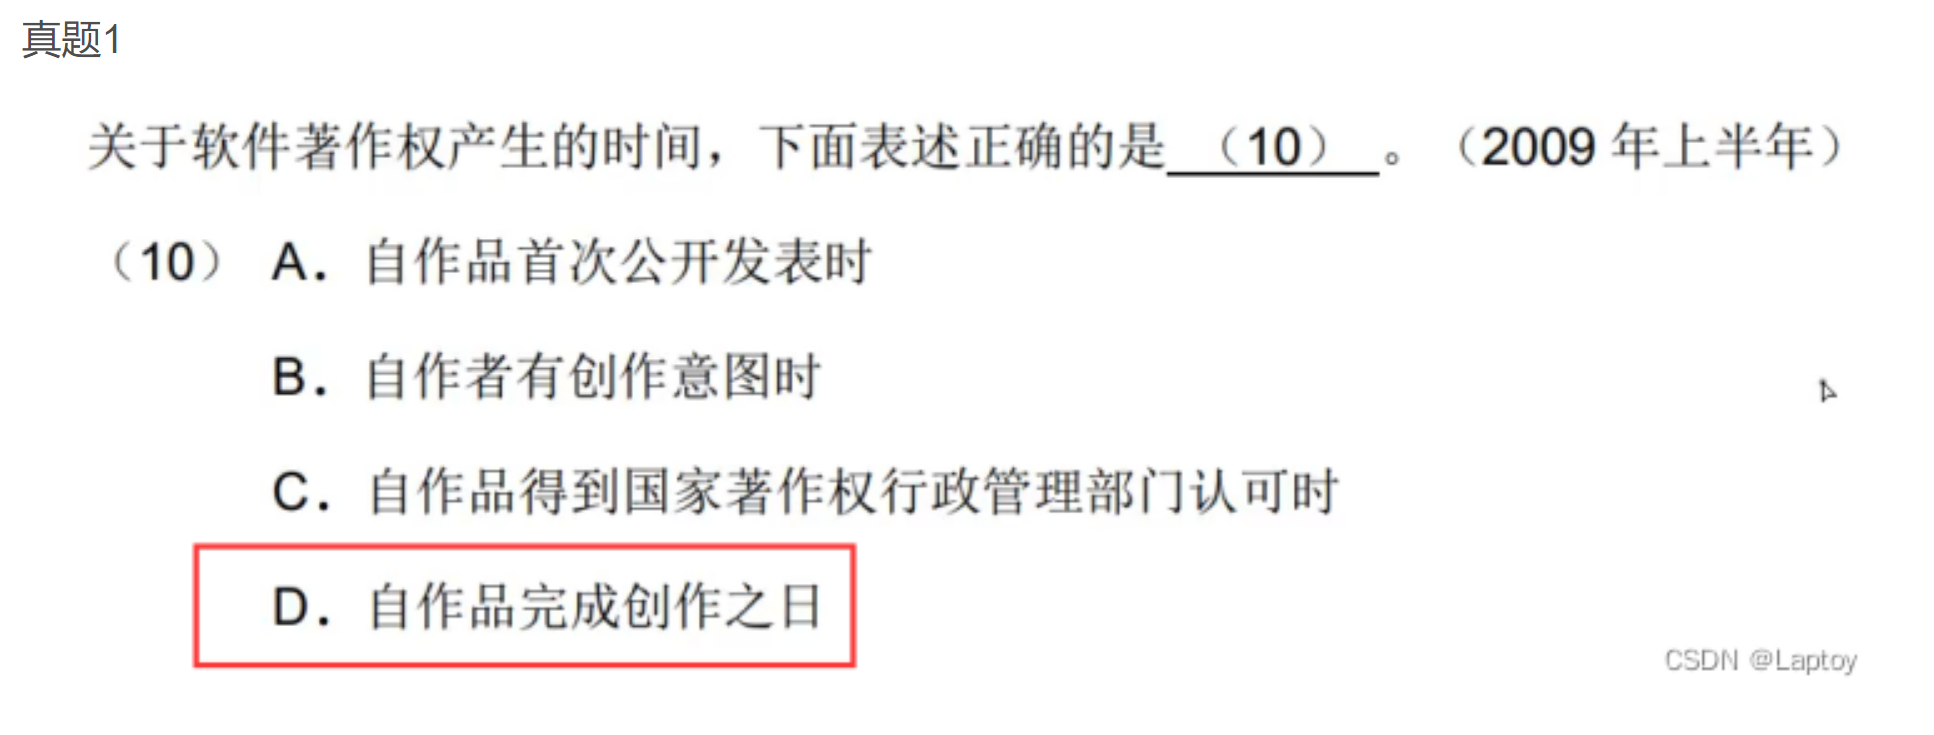 真题1
关于软件著作权产生的时间，下面表述正确的是 （10） 。（2009 年上半年）
（10） A. 自作品首次公开发表时
B. 自作者有创作意图时
C. 自作品得到国家著作权行政管理部门认可时
D. 自作品完成创作之日
CSDN @Laptoy